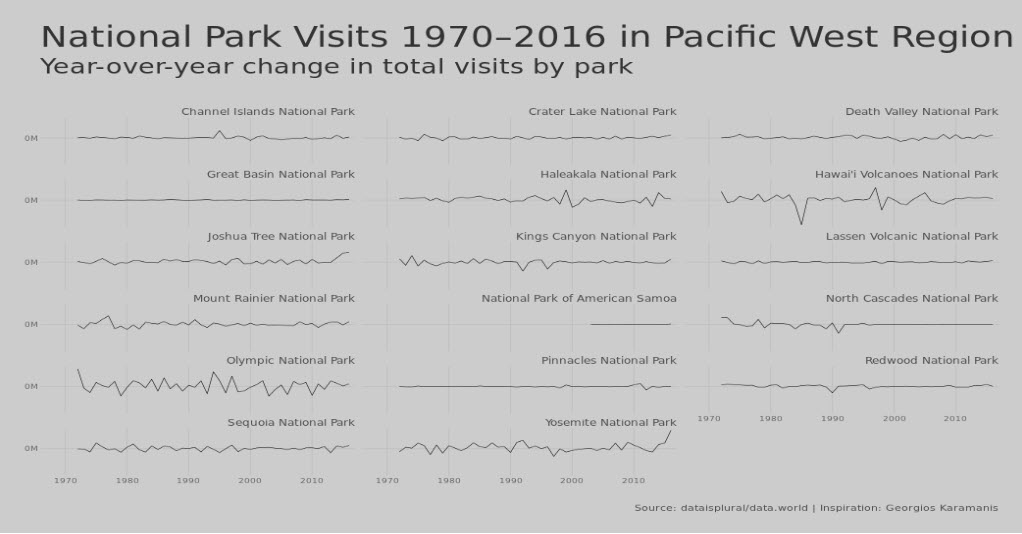 National Park Visits 1970–2016 in Pacific West Region
Year-over-year change in total visits by park
Channel Islands National Park
Crater Lake National Park
Death Valley National Park
0M
Great Basin National Park
Haleakala National Park
Hawai'i Volcanoes National Park
0M
Joshua Tree National Park
Kings Canyon National Park
Lassen Volcanic National Park
0M
Mount Rainier National Park
National Park of American Samoa
North Cascades National Park
0M
Olympic National Park
Pinnacles National Park
Redwood National Park
0M
1970 1980 1990 2000 2010
Sequoia National Park
Yosemite National Park
0M
1970 1980 1990 2000 2010
1970 1980 1990 2000 2010
Source: dataisplural/data.world | Inspiration: Georgios Karamanis